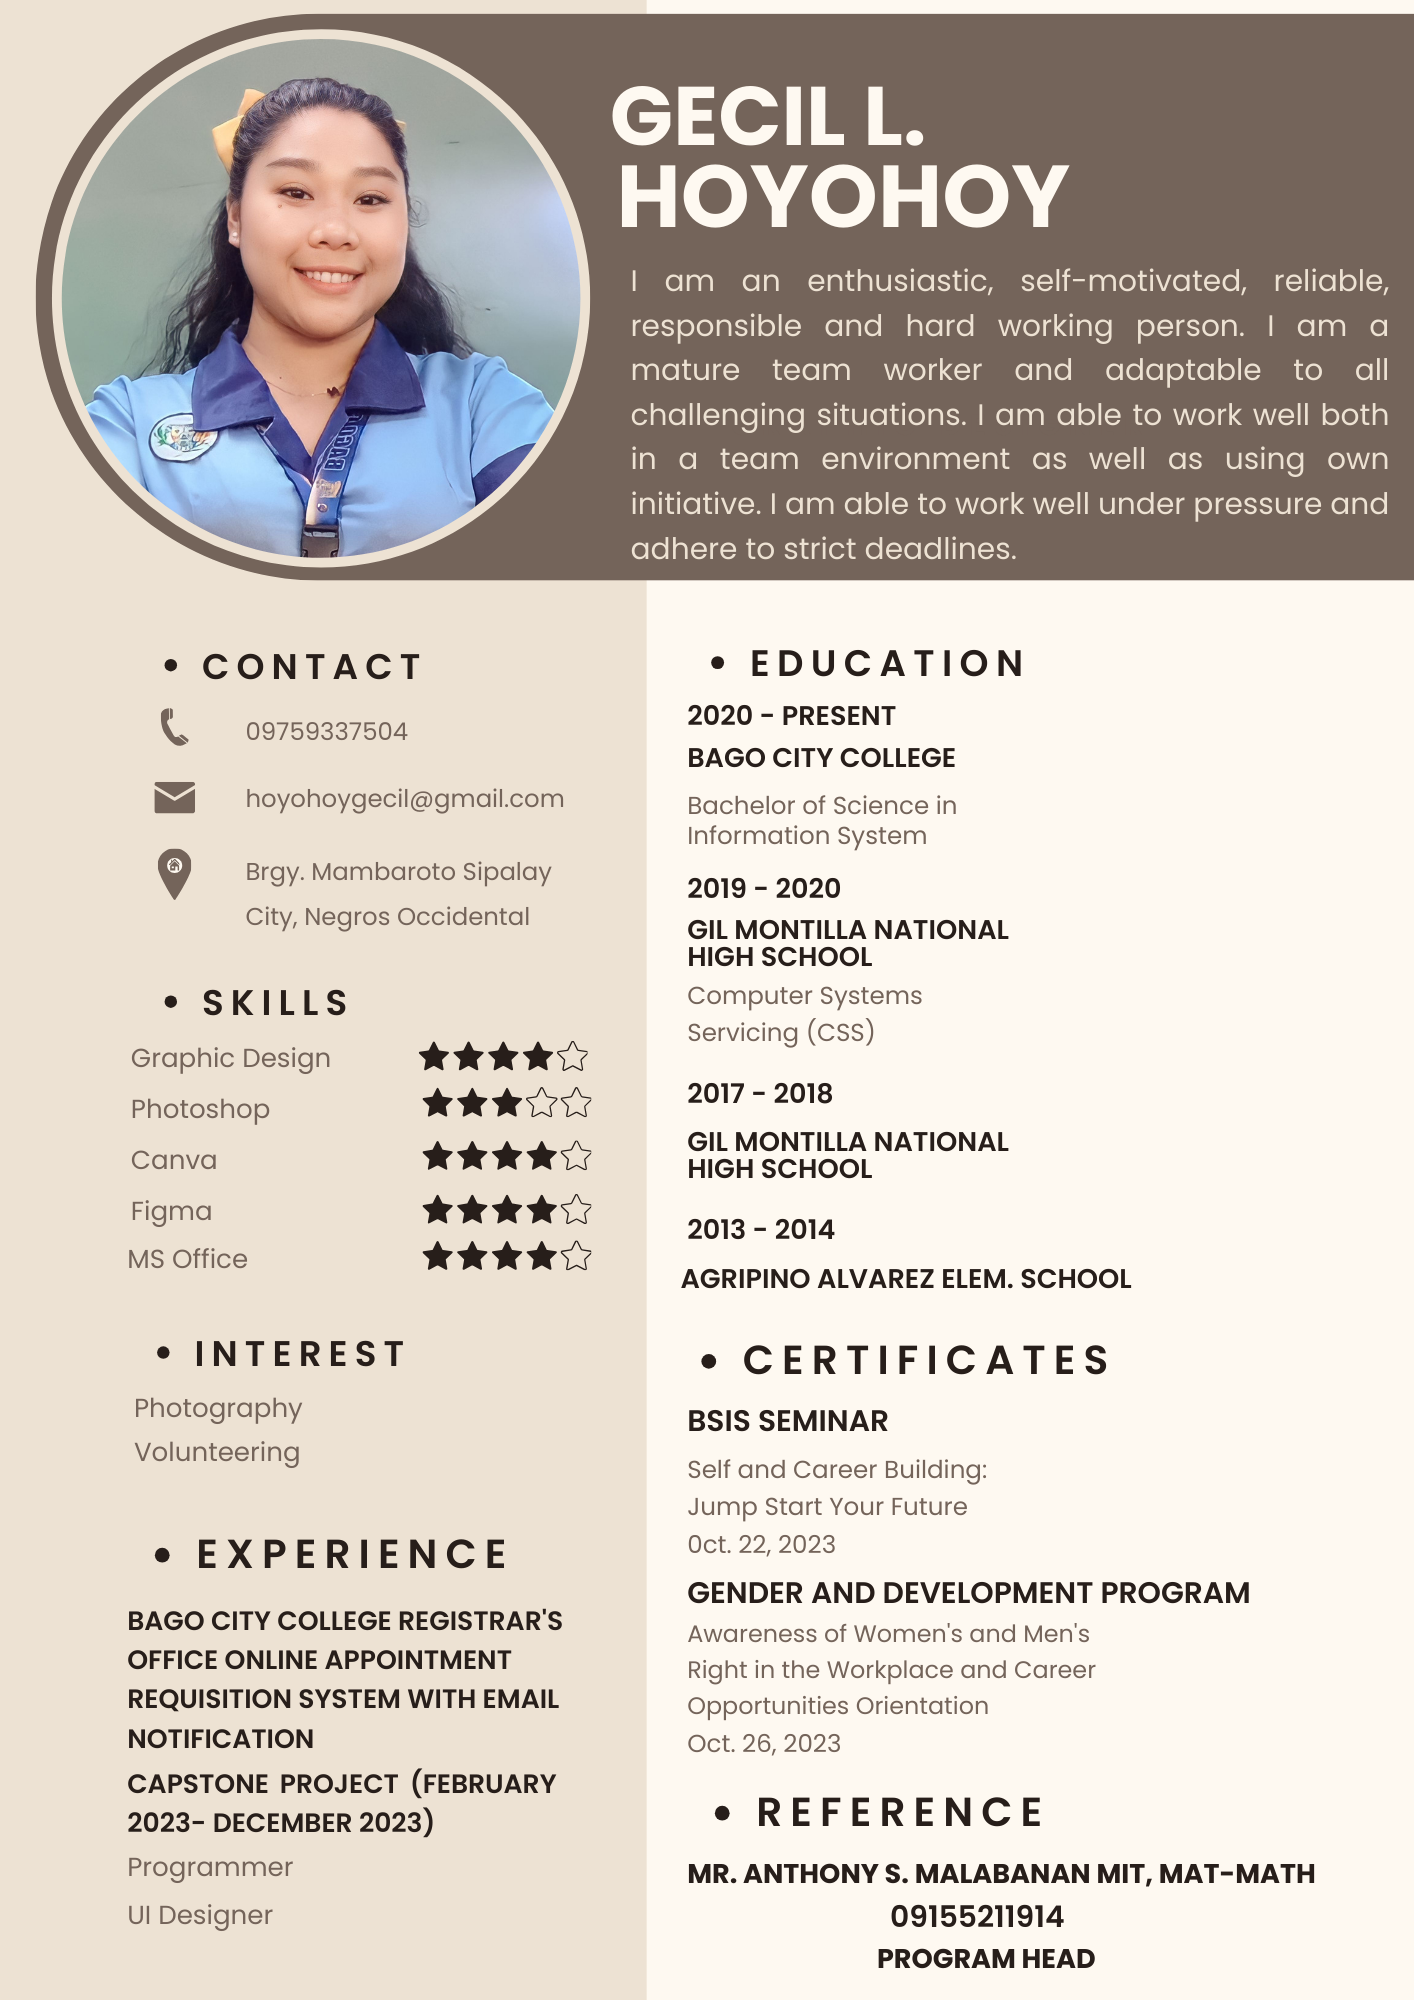 GECIL L.
HOYOHOY
I am an enthusiastic, self-motivated, reliable,
responsible and hard working person. I am a
mature team worker and adaptable to all
challenging situations. I am able to work well both
in a team environment as well as using own
initiative. I am able to work well under pressure and
adhere to strict deadlines.
• CONTACT
09759337504
hoyohoygecil@gmail.com
Brgy. Mambaroto Sipalay
City, Negros Occidental
• SKILLS
Graphic Design
Photoshop
Canva
Figma
MS Office
• INTEREST
Photography
Volunteering
• EXPERIENCE
BAGO CITY COLLEGE REGISTRAR'S
OFFICE ONLINE APPOINTMENT
REQUISITION SYSTEM WITH EMAIL
NOTIFICATION
CAPSTONE PROJECT (FEBRUARY
2023- DECEMBER 2023)
Programmer
UI Designer
• EDUCATION
2020 - PRESENT
BAGO CITY COLLEGE
Bachelor of Science in
Information System
2019 - 2020
GIL MONTILLA NATIONAL
HIGH SCHOOL
Computer Systems
Servicing (CSS)
2017 - 2018
GIL MONTILLA NATIONAL
HIGH SCHOOL
2013 - 2014
AGRIPINO ALVAREZ ELEM. SCHOOL
• CERTIFICATES
BSIS SEMINAR
Self and Career Building:
Jump Start Your Future
0ct. 22, 2023
GENDER AND DEVELOPMENT PROGRAM
Awareness of Women's and Men's
Right in the Workplace and Career
Opportunities Orientation
Oct. 26, 2023
• REFERENCE
MR. ANTHONY S. MALABANAN MIT, MAT-MATH
09155211914
PROGRAM HEAD